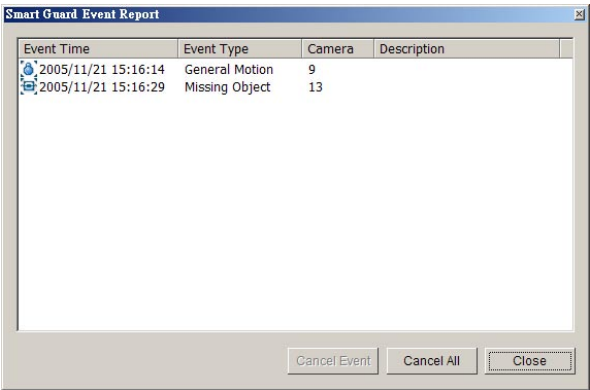 Smart Guard Event Report
Event Time Event Type Camera Description
2005/11/21 15:16:14 General Motion 9
2005/11/21 15:16:29 Missing Object 13
Cancel Event Cancel All Close